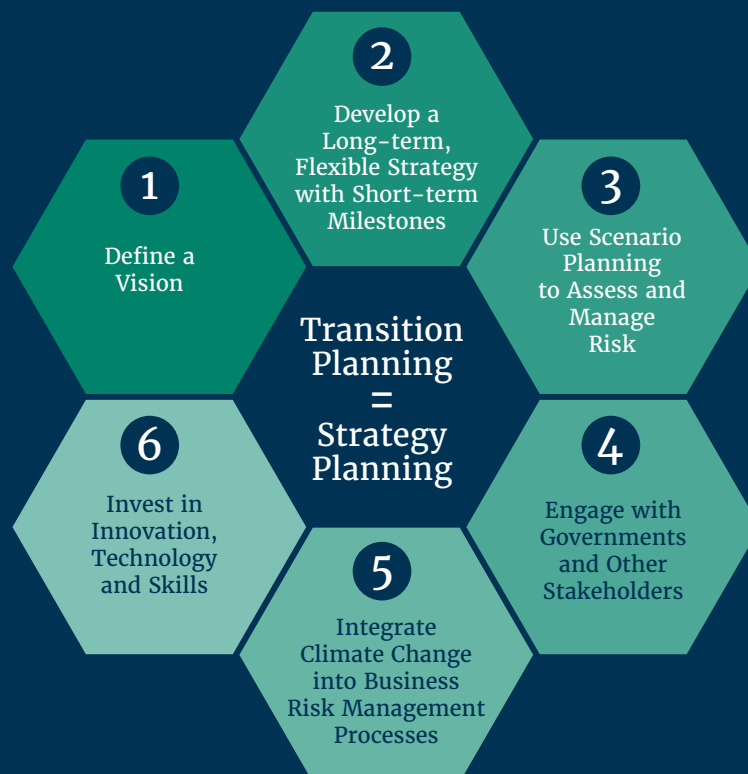 1
Define a
Vision
2
Develop a
Long-term,
Flexible Strategy
with Short-term
Milestones
3
Use Scenario
Planning
to Assess and
Manage
Risk
Transition
Planning
=
Strategy
Planning
4
Engage with
Governments
and Other
Stakeholders
5
Integrate
Climate Change
into Business
Risk Management
Processes
6
Invest in
Innovation,
Technology
and Skills